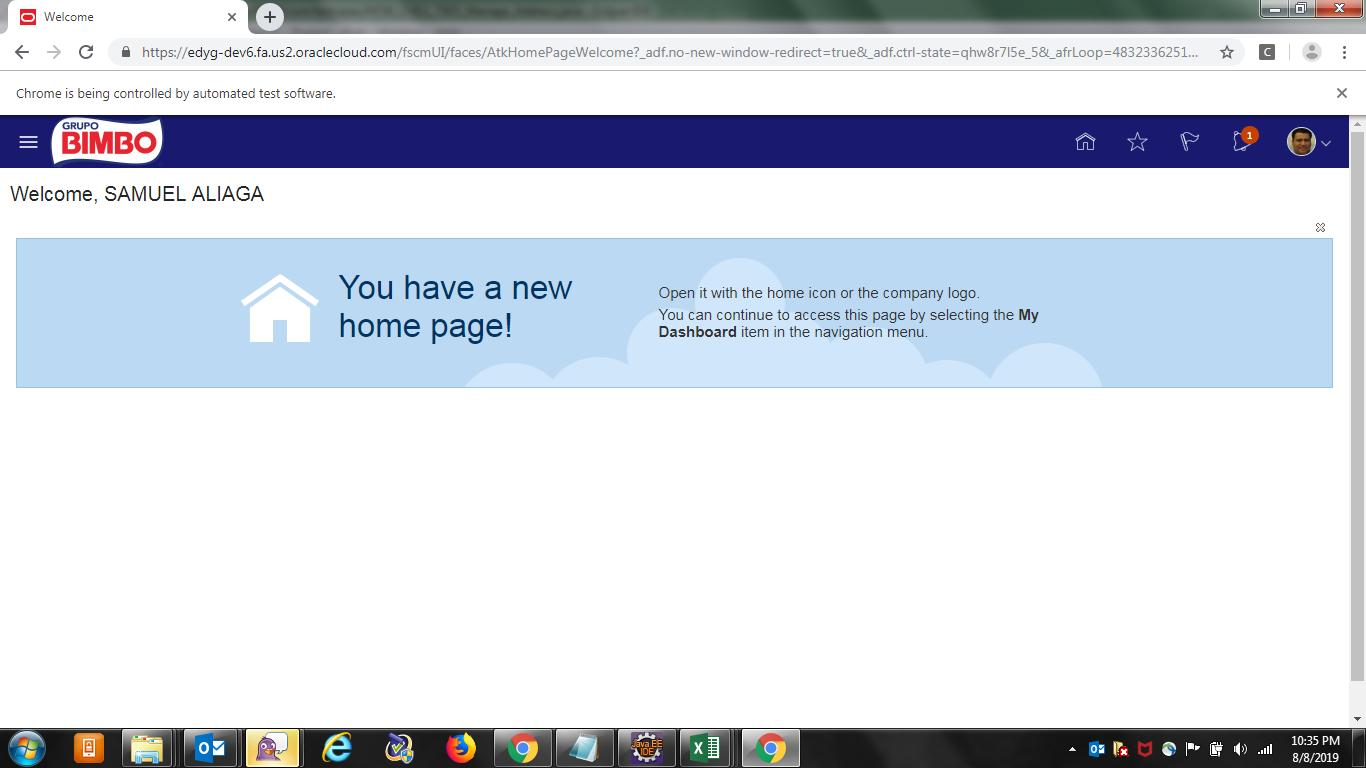 Welcome
https://edyg-dev6.fa.us2.oraclecloud.com/fscmUI/faces/AtkHomePageWelcome?_adf.no-new-window-redirect=true&_adf.ctrl-state=qhw8r7l5e_5&_afrLoop=4832336251...
C
Chrome is being controlled by automated test software.
GRUPO
BIMBO
1
Welcome, SAMUEL ALIAGA
You have a new
home page!
Open it with the home icon or the company logo.
You can continue to access this page by selecting the My
Dashboard item in the navigation menu.
Java EE
IDE
10:35 PM
8/8/2019